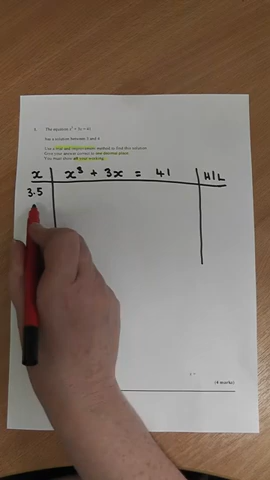 The equation x³ + 3x = 41
has a solution between 3 and 4
Use a trial and improvement method to find this solution
Give your answer correct to one decimal place
You must show all your working
x x³ + 3x = 41 H/L
3.5
(4 marks)